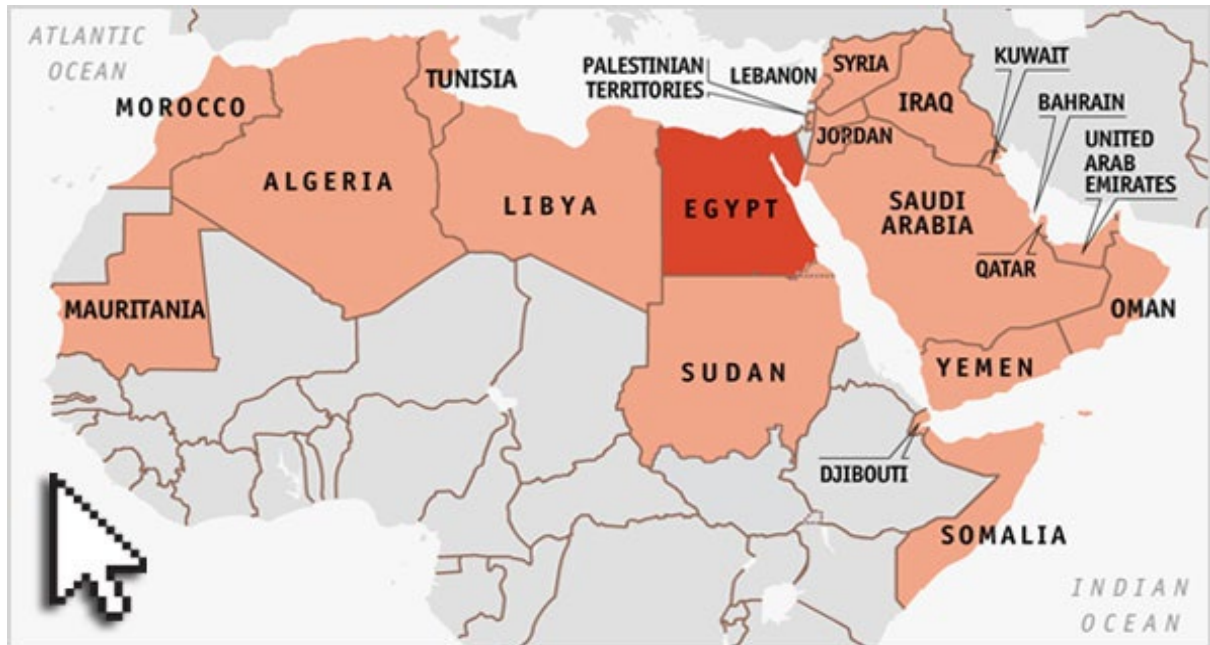 ATLANTIC
OCEAN
MOROCCO
TUNISIA
ALGERIA
LIBYA
EGYPT
MAURITANIA
SUDAN
PALESTINIAN
TERRITORIES
LEBANON
SYRIA
IRAQ
JORDAN
KUWAIT
BAHRAIN
UNITED
ARAB
EMIRATES
SAUDI
ARABIA
QATAR
OMAN
YEMEN
DJIBOUTI
SOMALIA
INDIAN
OCEAN